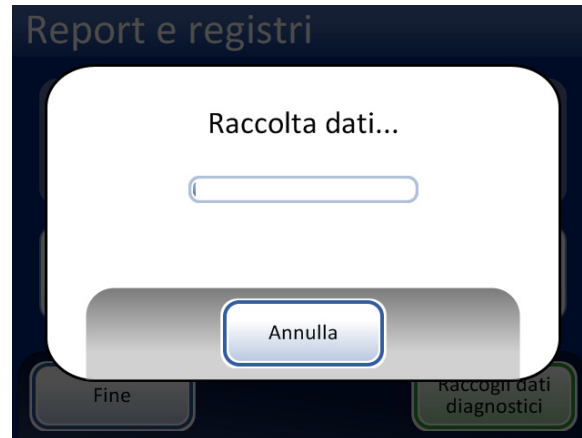 Report e registri
Raccolta dati...
Annulla
Fine
Raccogli dati
diagnostici